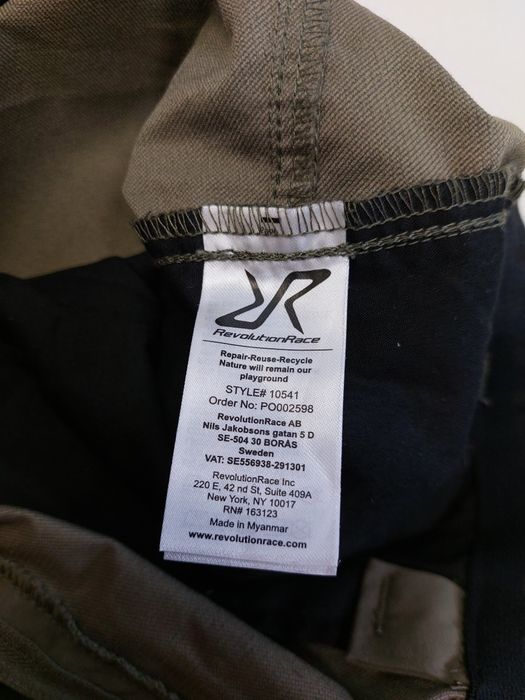 RevolutionRace
Repair-Reuse-Recycle
Nature will remain our
playground
STYLE# 10541
Order No: PO002598
RevolutionRace AB
Nils Jakobsons gatan 5 D
SE-504 30 BORÅS
Sweden
VAT: SE556938-291301
RevolutionRace Inc
220 E, 42 nd St, Suite 409A
New York, NY 10017
RN# 163123
Made in Myanmar
www.revolutionrace.com